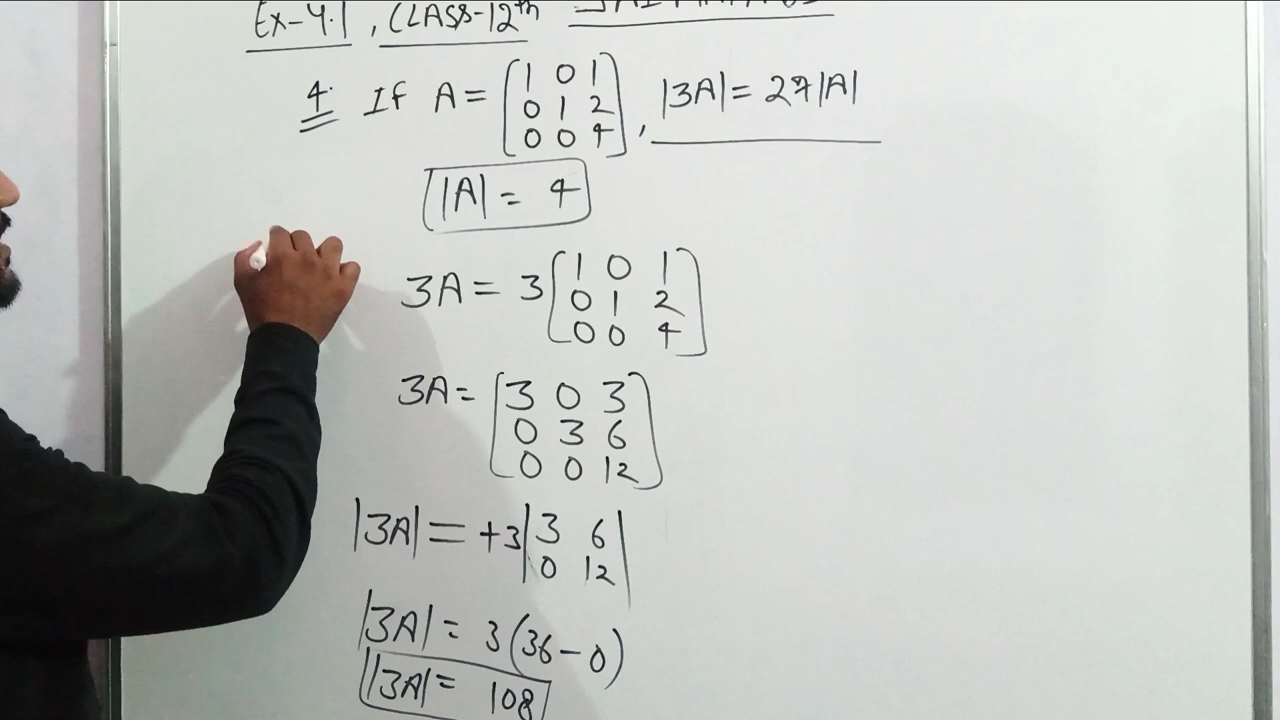 Ex-4.1, CLASS-12th
4. If A = [1 0 1
0 1 2
0 0 4], |3A| = 27|A|
|A| = 4
3A = 3[1 0 1
0 1 2
0 0 4]
3A = [3 0 3
0 3 6
0 0 12]
|3A| = +3|3 6
0 12|
|3A| = 3(36-0)
|3A| = 108